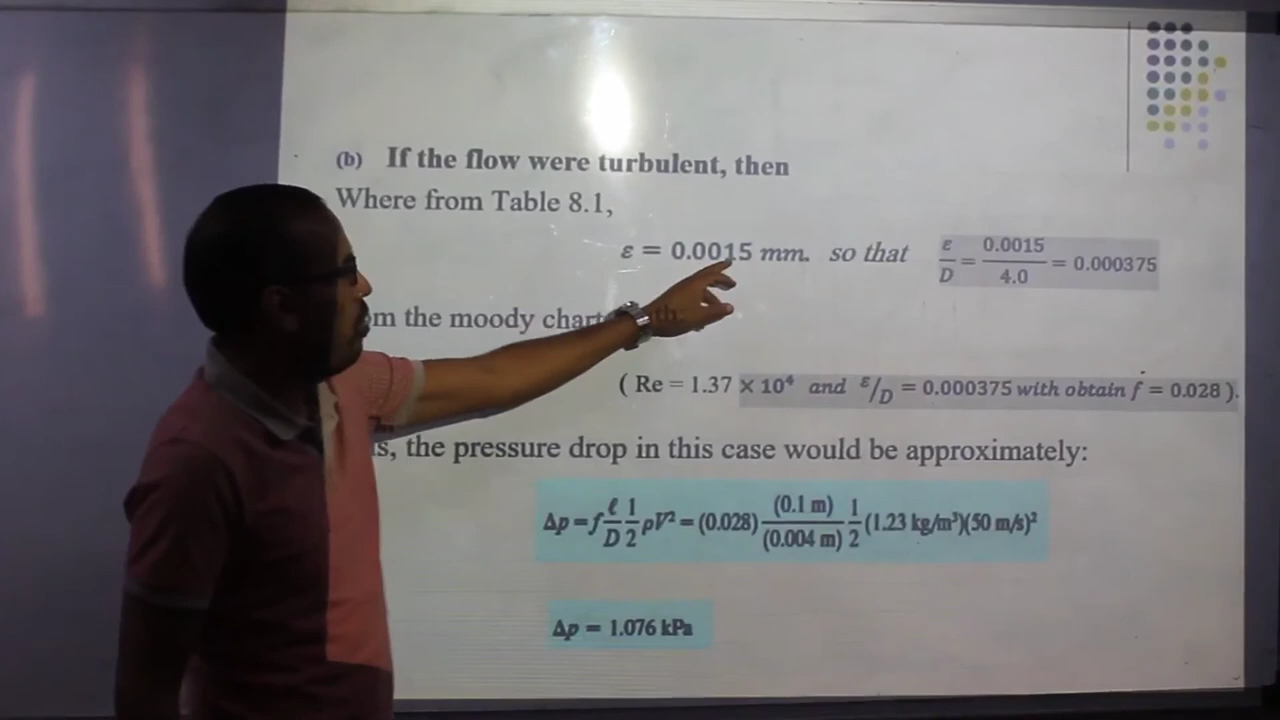 (b) If the flow were turbulent, then
Where from Table 8.1,
ε = 0.0015 mm. so that ε/D = 0.0015/4.0 = 0.000375
the moody
( Re = 1.37 × 10⁴ and ε/D = 0.000375 with obtain f = 0.028 ).
the pressure drop in this case would be approximately:
Δp = f ℓ/D 1/2 ρV² = (0.028) (0.1 m)/(0.004 m) 1/2 (1.23 kg/m³)(50 m/s)²
Δp = 1.076 kPa